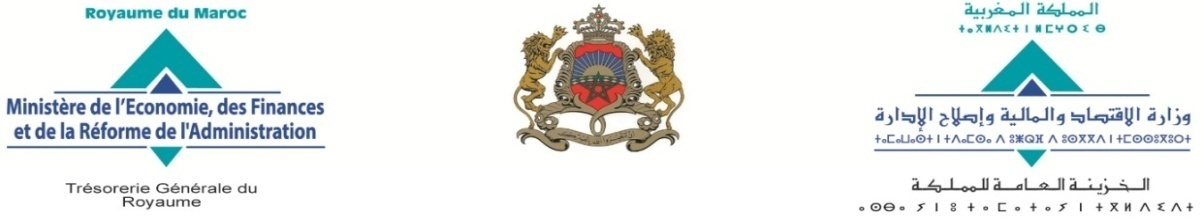 Royaume du Maroc
Ministère de l'Economie, des Finances
et de la Réforme de l'Administration
Trésorerie Générale du
Royaume
المملكة المغربية
ⵜⴰⴳⵍⴷⵉⵜ ⵏ ⵍⵎⵖⵔⵉⴱ
وزارة الاقتصاد والمالية وإصلاح الإدارة
الخزينة العامة للمملكة